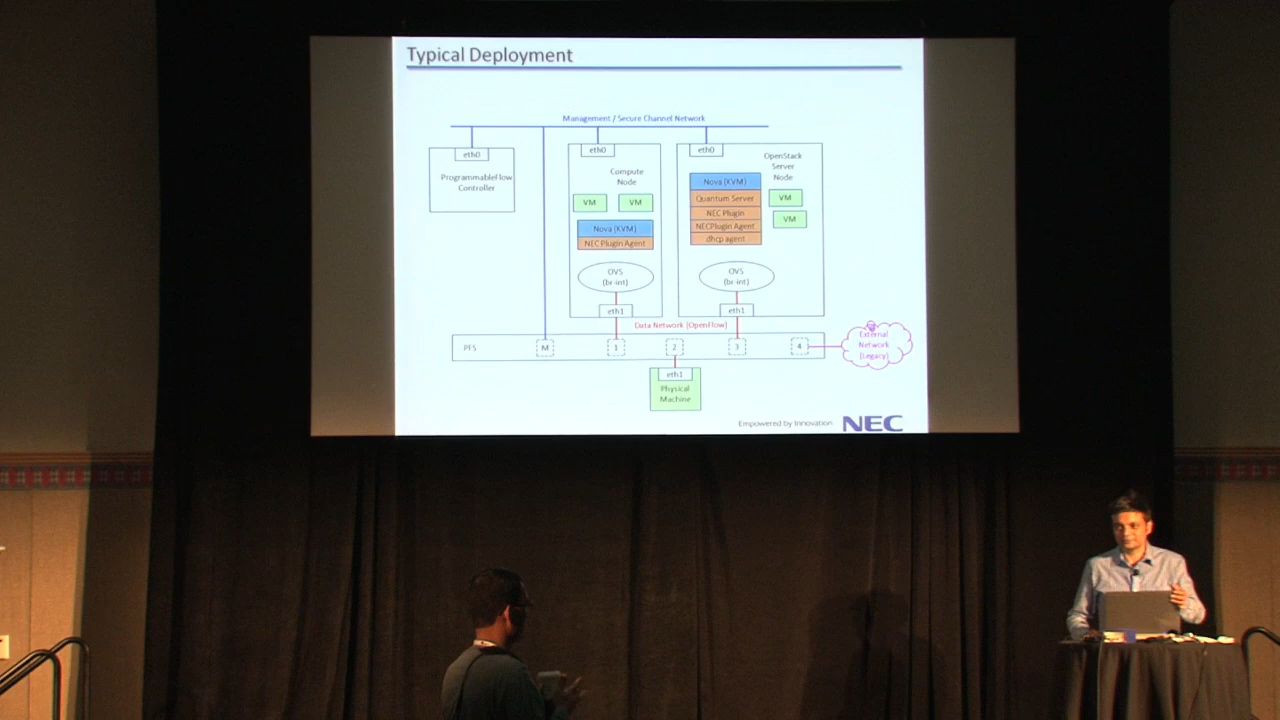 Typical Deployment
Management / Secure Channel Network
eth0
ProgrammableFlow
Controller
eth0
Compute
Node
VM
VM
Nova (KVM)
NEC Plugin Agent
OVS
(br-int)
eth1
eth0
OpenStack
Server
Node
Nova (KVM)
Quantum Server
NEC Plugin
NECPlugin Agent
dhcp agent
VM
VM
OVS
(br-int)
eth1
Data Network (OpenFlow)
PFS
M
1
2
3
4
External
Network
(Legacy)
eth1
Physical
Machine
Empowered by Innovation
NEC